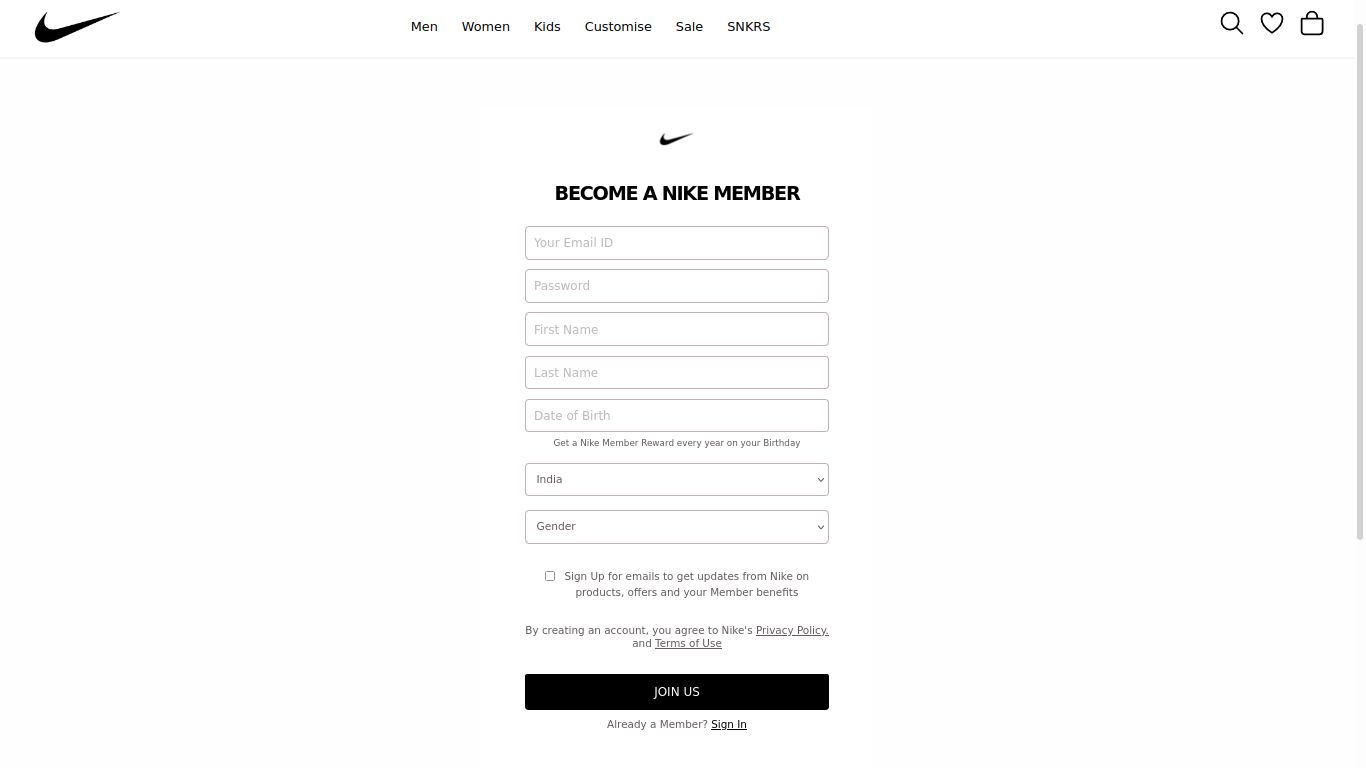 Men Women Kids Customise Sale SNKRS
BECOME A NIKE MEMBER
Your Email ID
Password
First Name
Last Name
Date of Birth
Get a Nike Member Reward every year on your Birthday
India
Gender
Sign Up for emails to get updates from Nike on
products, offers and your Member benefits
By creating an account, you agree to Nike's Privacy Policy.
and Terms of Use
JOIN US
Already a Member? Sign In